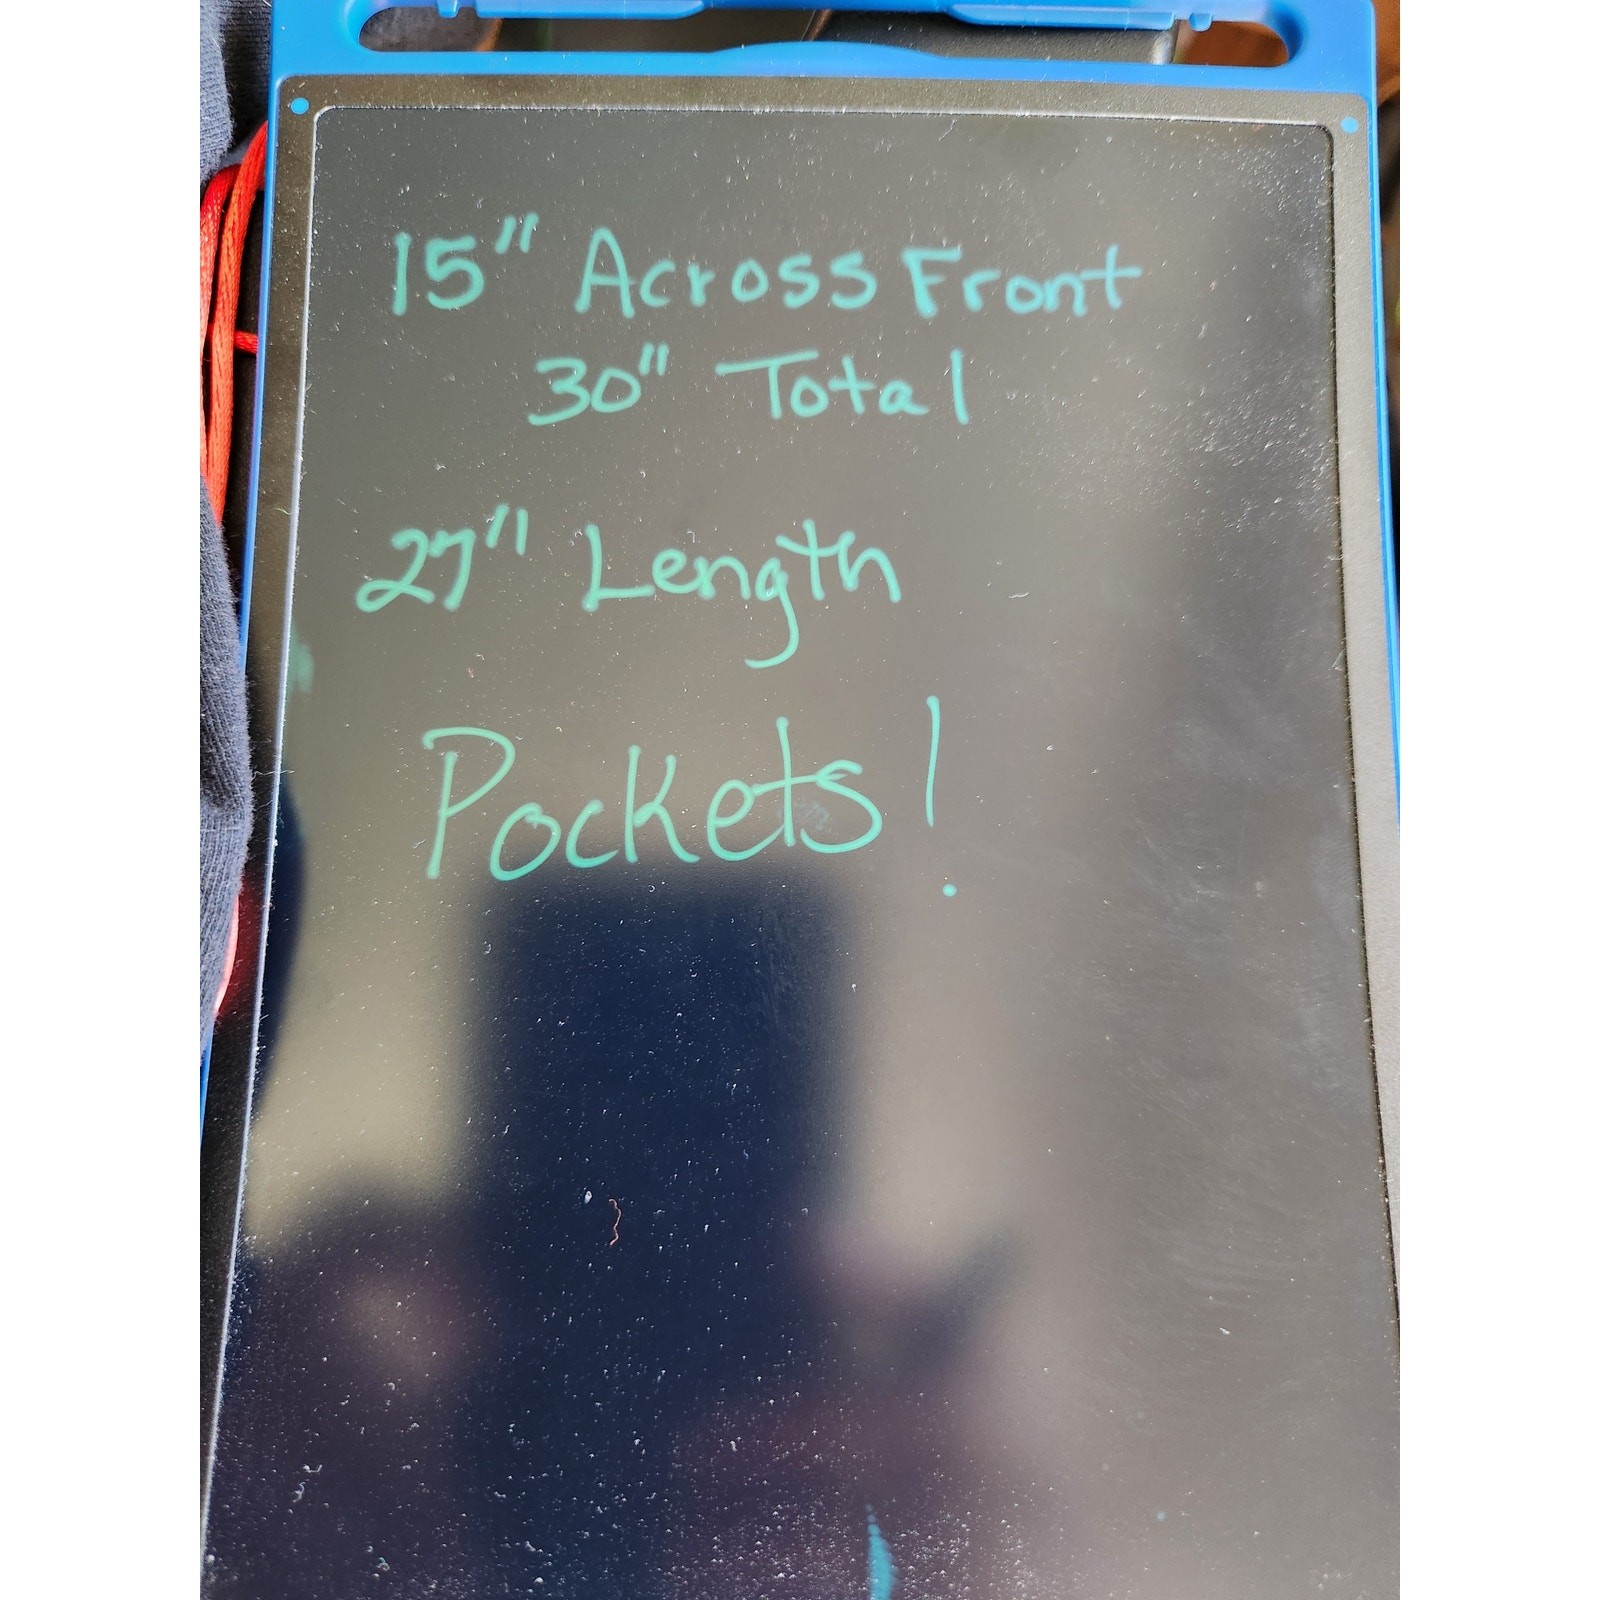 15" Across Front
30" Total
27" Length
Pockets!